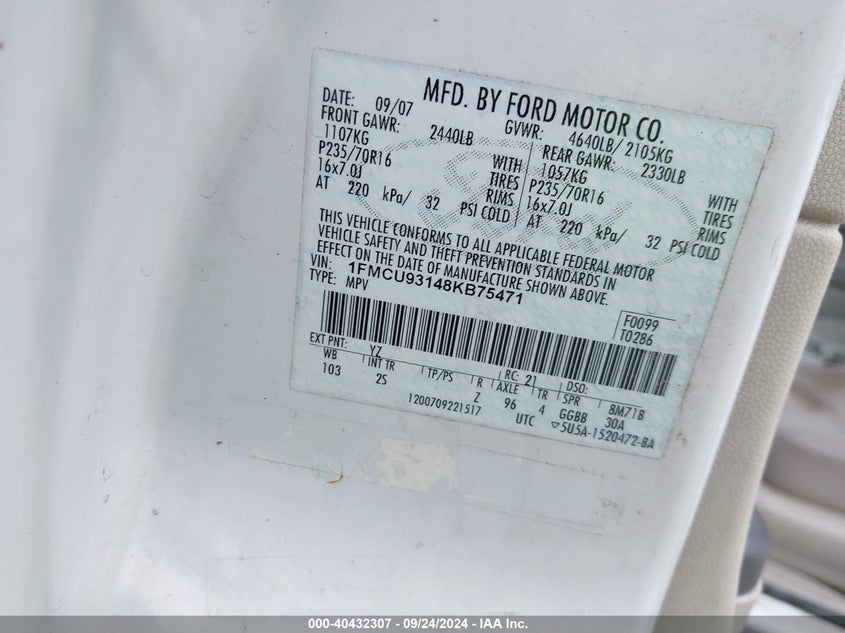 MFD. BY FORD MOTOR CO.
DATE: 09/07 GVWR: 4640LB/ 2105KG
FRONT GAWR: 2440LB REAR GAWR: 2330LB
1107KG WITH 1057KG WITH
P235/70R16 TIRES P235/70R16 TIRES
16x7.0J RIMS 16x7.0J RIMS
AT 220 kPa/ 32 PSI COLD AT 220 kPa/ 32 PSI COLD
THIS VEHICLE CONFORMS TO ALL APPLICABLE FEDERAL MOTOR
VEHICLE SAFETY AND THEFT PREVENTION STANDARDS IN
EFFECT ON THE DATE OF MANUFACTURE SHOWN ABOVE.
VIN: 1FMCU93148KB75471
TYPE: MPV
F0099
T0286
EXT PNT: YZ RC: 21 DSO:
WB INT TR TP/PS R AXLE TR SPR 8M71B
103 2S Z 96 4 GGBB 30A
1200709221517 UTC ▽5U5A-1520472-BA
000-40432307 - 09/24/2024 - IAA Inc.